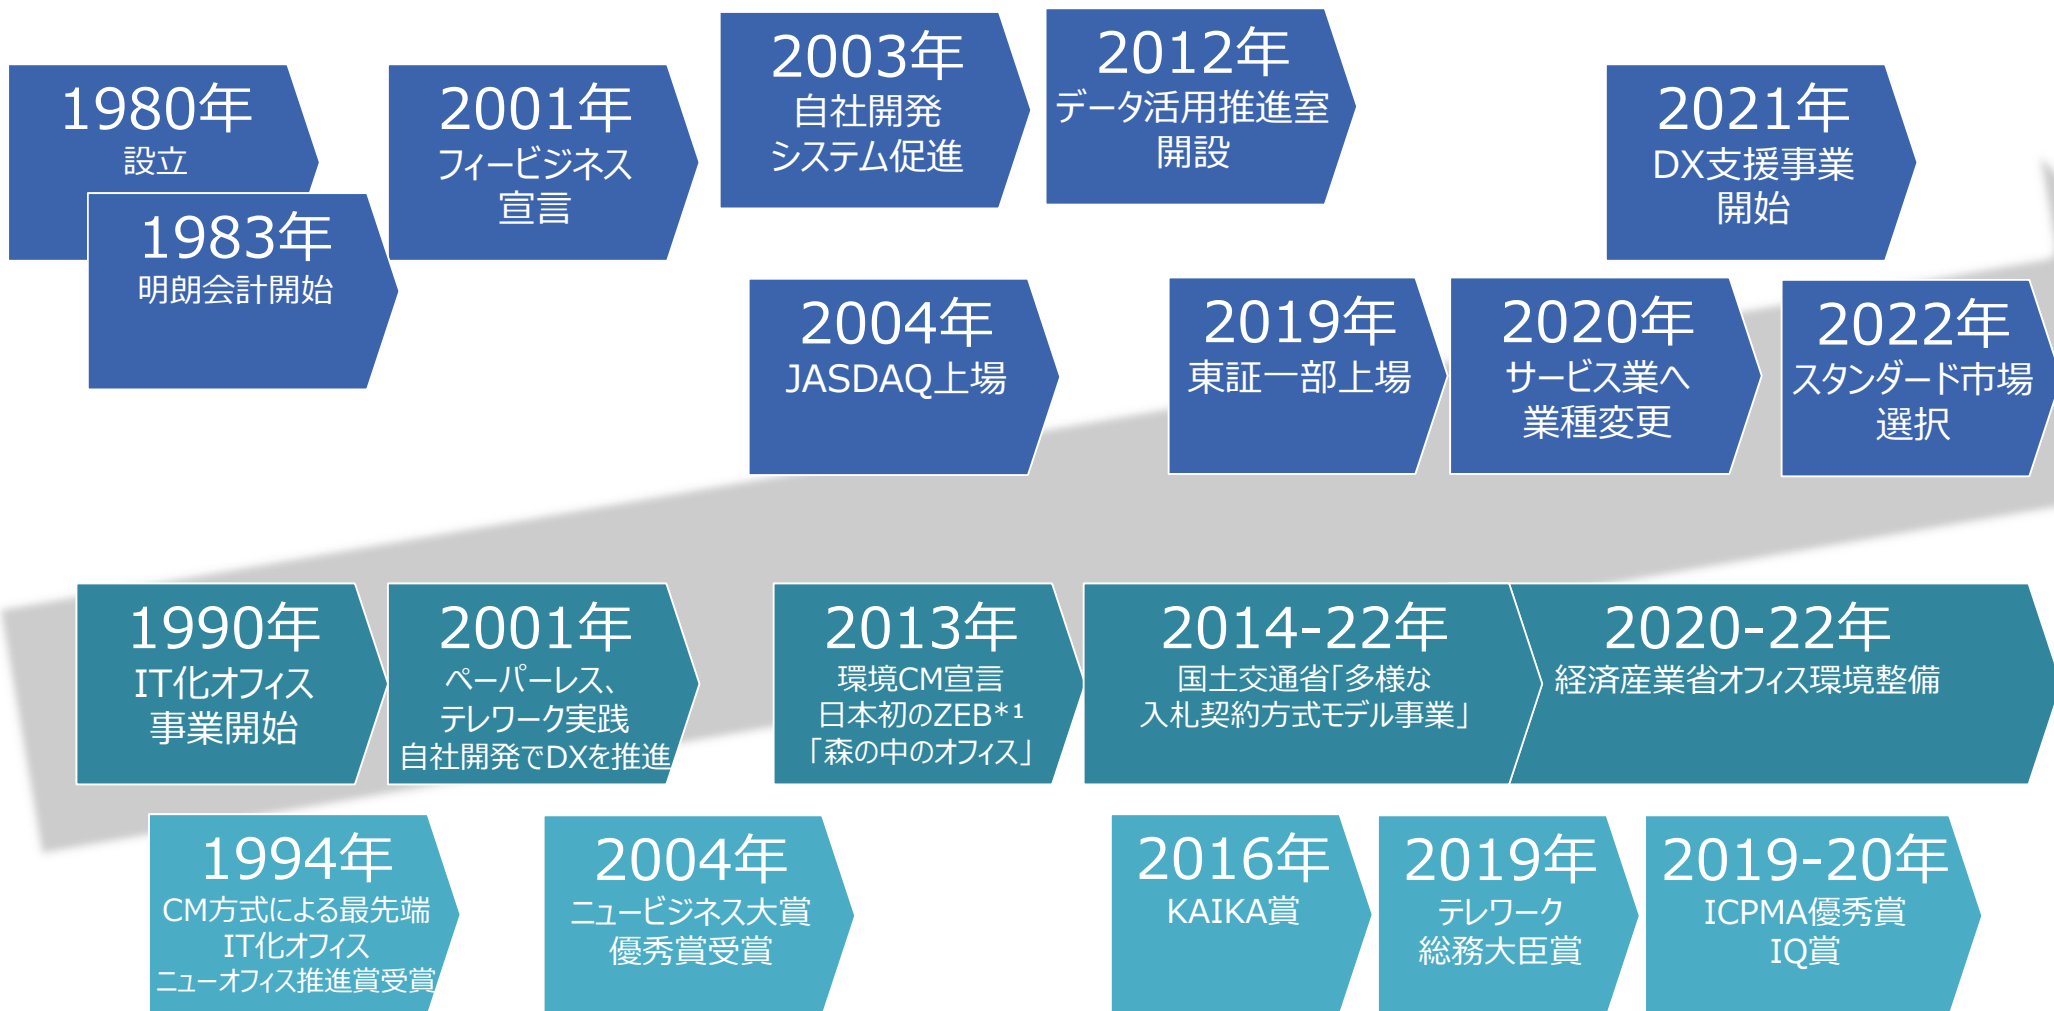 1980年
設立
1983年
明朗会計開始
2001年
フィービジネス
宣言
2003年
自社開発
システム促進
2004年
JASDAQ上場
2012年
データ活用推進室
開設
2019年
東証一部上場
2020年
サービス業へ
業種変更
2021年
DX支援事業
開始
2022年
スタンダード市場
選択
1990年
IT化オフィス
事業開始
2001年
ペーパーレス、
テレワーク実践
自社開発でDXを推進
2013年
環境CM宣言
日本初のZEB*¹
「森の中のオフィス」
2014-22年
国土交通省「多様な
入札契約方式モデル事業」
2020-22年
経済産業省オフィス環境整備
1994年
CM方式による最先端
IT化オフィス
ニューオフィス推進賞受賞
2004年
ニュービジネス大賞
優秀賞受賞
2016年
KAIKA賞
2019年
テレワーク
総務大臣賞
2019-20年
ICPMA優秀賞
IQ賞